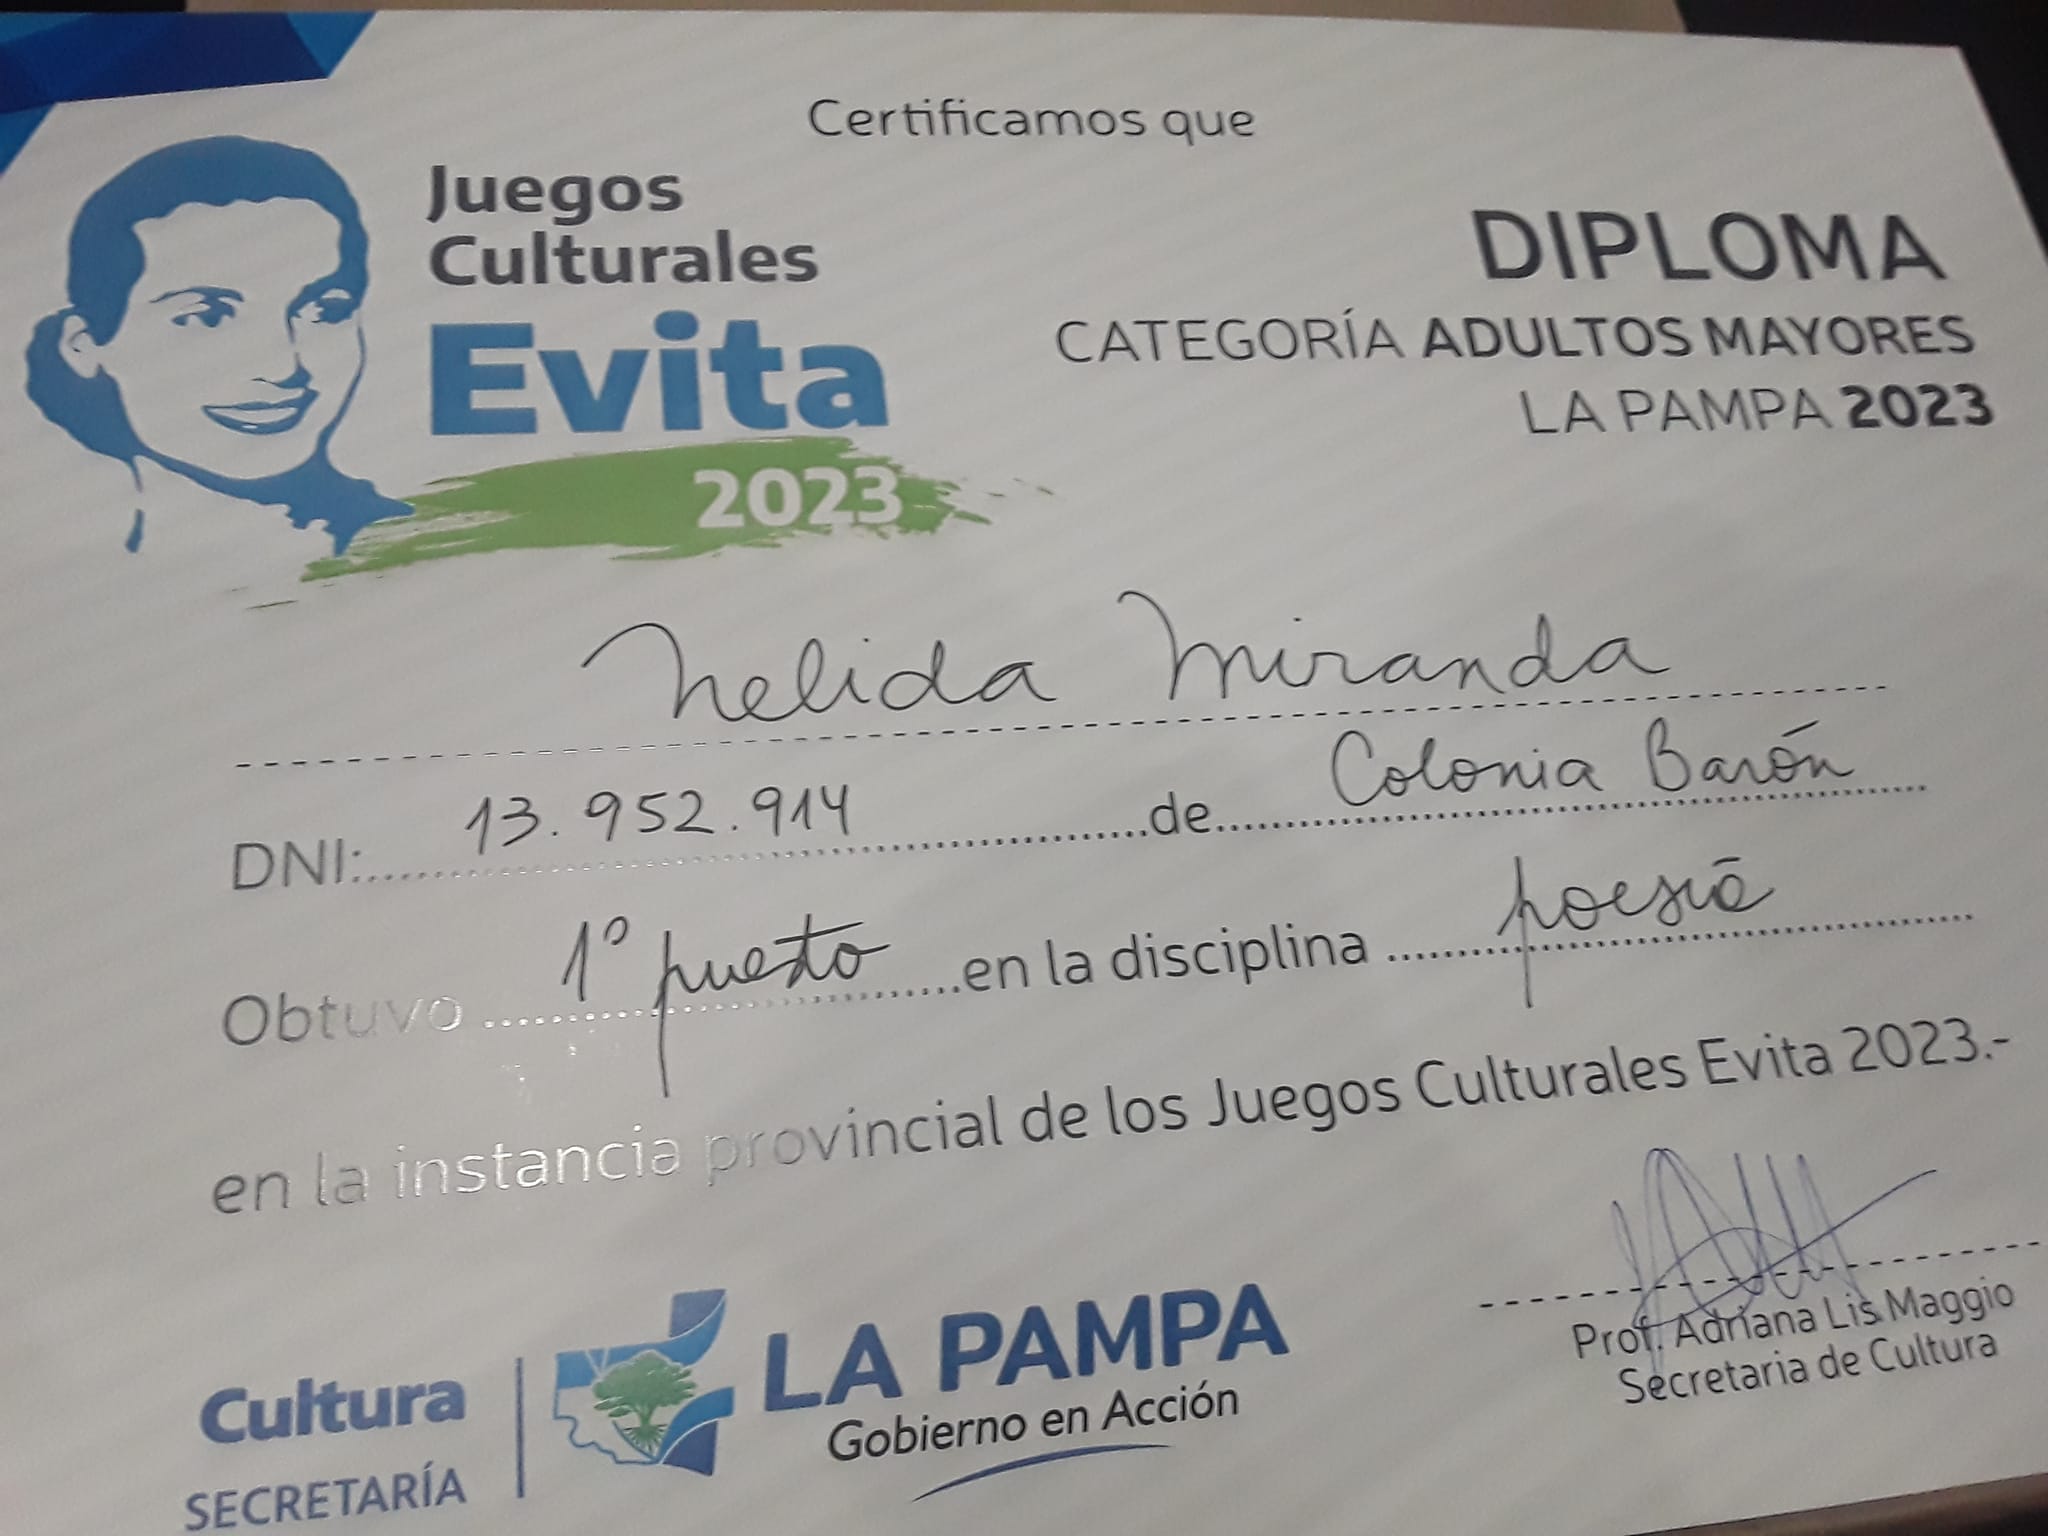 Certificamos que
Juegos
Culturales
Evita
2023
DIPLOMA
CATEGORÍA ADULTOS MAYORES
LA PAMPA 2023
Nelida Miranda
DNI: 13.952.914 de Colonia Barón
Obtuvo 1º puesto en la disciplina poesía
en la instancia provincial de los Juegos Culturales Evita 2023.-
Prof. Adriana Lis Maggio
Secretaria de Cultura
Cultura
SECRETARÍA
LA PAMPA
Gobierno en Acción